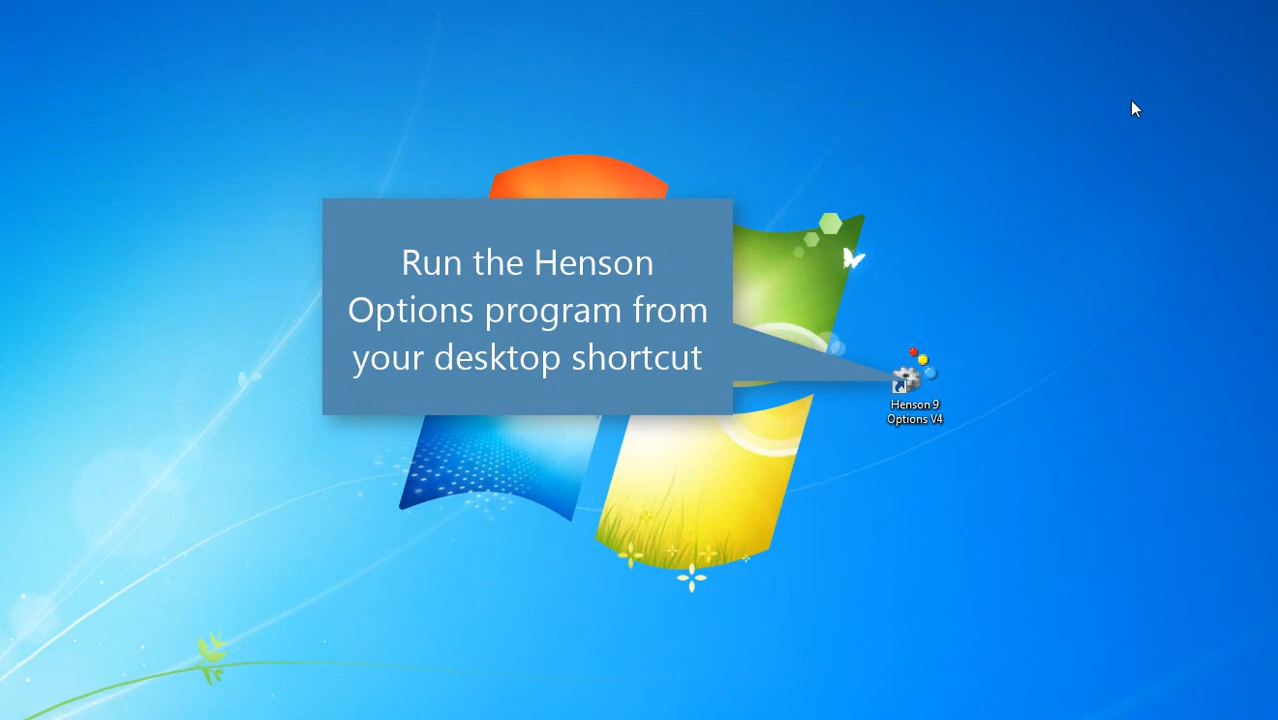 Run the Henson
Options program from
your desktop shortcut
Henson 9
Options V4